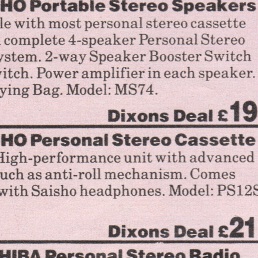 HO Portable Stereo Speakers
le with most personal stereo cassette
complete 4-speaker Personal Stereo
ystem. 2-way Speaker Booster Switch
vitch. Power amplifier in each speaker.
ying Bag. Model: MS74.
Dixons Deal £19
HO Personal Stereo Cassette
High-performance unit with advanced
uch as anti-roll mechanism. Comes
with Saisho headphones. Model: PS12S
Dixons Deal £21
HIBA Personal Stereo Radio